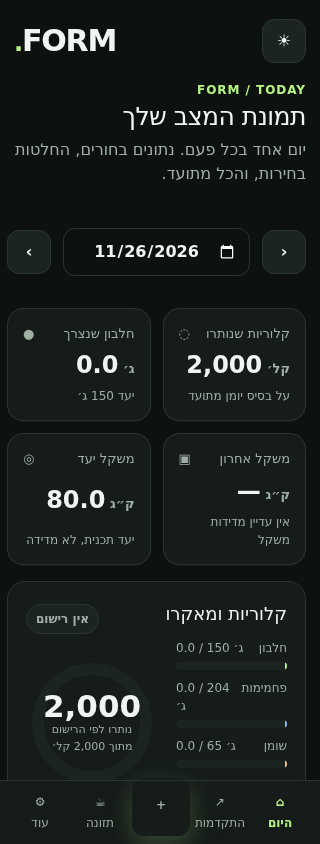 FORM.
FORM / TODAY
תמונת המצב שלך
יום אחד בכל פעם. נתונים בחורים, החלטות
בחירות, והכל מתועד.
11/26/2026
קלוריות שנותרו
2,000 קל׳
על בסיס יומן מתועד
חלבון שנצרך
0.0 ג׳
יעד 150 ג׳
משקל אחרון
— ק״ג
אין עדיין מדידות
משקל
משקל יעד
80.0 ק״ג
יעד תכנית, לא מדידה
קלוריות ומאקרו
אין רישום
חלבון
0.0 / 150 ג׳
פחמימות
0.0 / 204
ג׳
שומן
0.0 / 65 ג׳
2,000
נותרו לפי הרישום
מתוך 2,000 קל׳
היום
התקדמות
+
תזונה
עוד